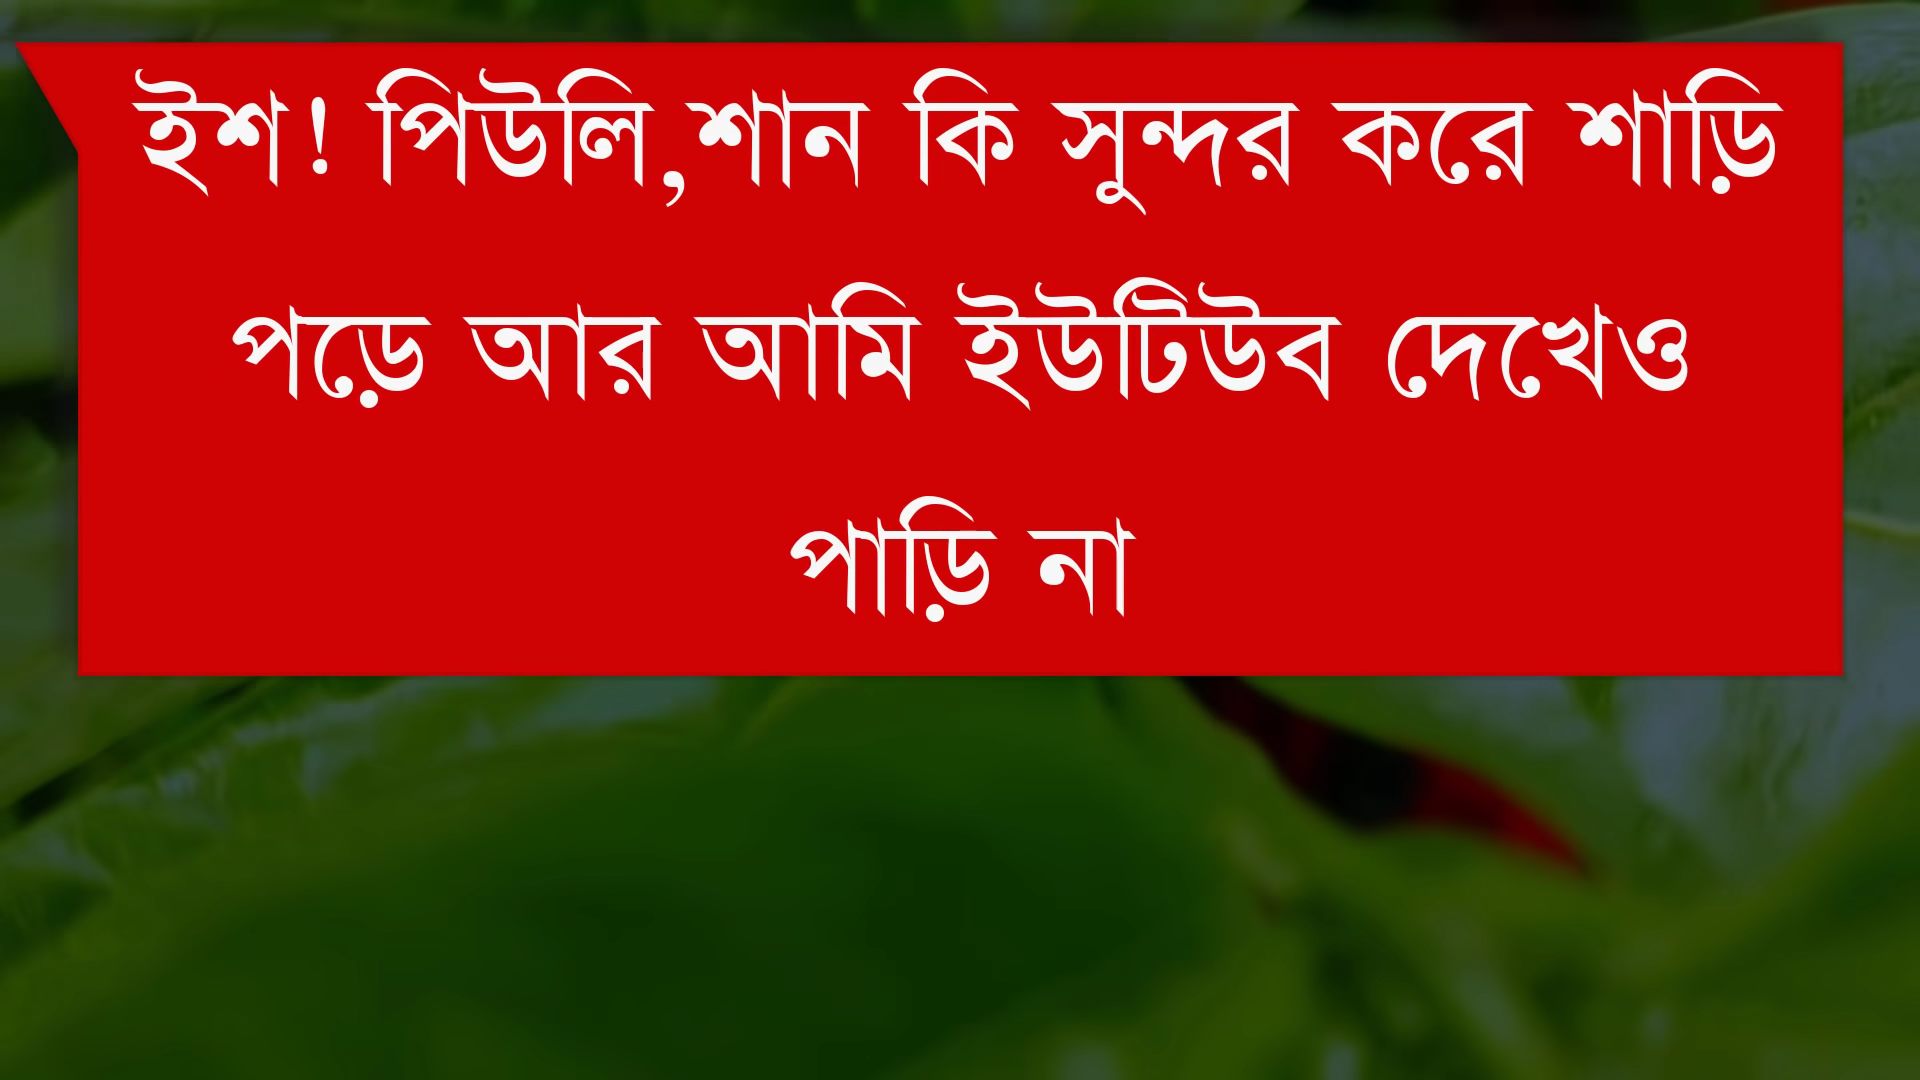 ইশ! পিউলি,শান কি সুন্দর করে শাড়ি
পড়ে আর আমি ইউটিউব দেখেও
পাড়ি না